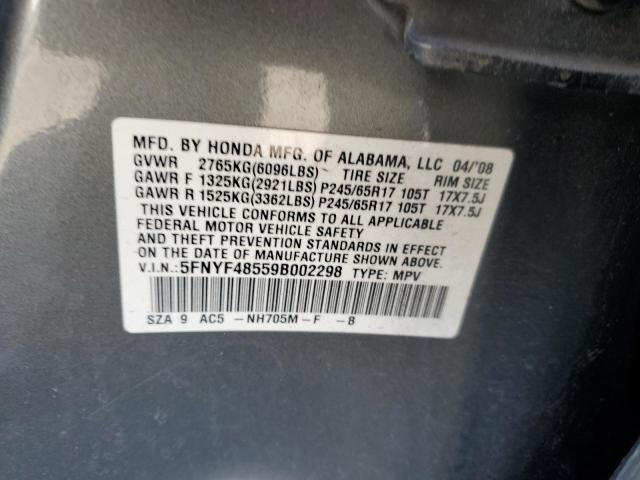 MFD. BY HONDA MFG. OF ALABAMA, LLC 04/'08
GVWR 2765KG(6096LBS) TIRE SIZE RIM SIZE
GAWR F 1325KG(2921LBS) P245/65R17 105T 17X7.5J
GAWR R 1525KG(3362LBS) P245/65R17 105T 17X7.5J
THIS VEHICLE CONFORMS TO ALL APPLICABLE
FEDERAL MOTOR VEHICLE SAFETY
AND THEFT PREVENTION STANDARDS IN EFFECT
ON THE DATE OF MANUFACTURE SHOWN ABOVE.
V.I.N.:5FNYF48559B002298 TYPE: MPV
SZA 9 AC5 -NH705M-F -B